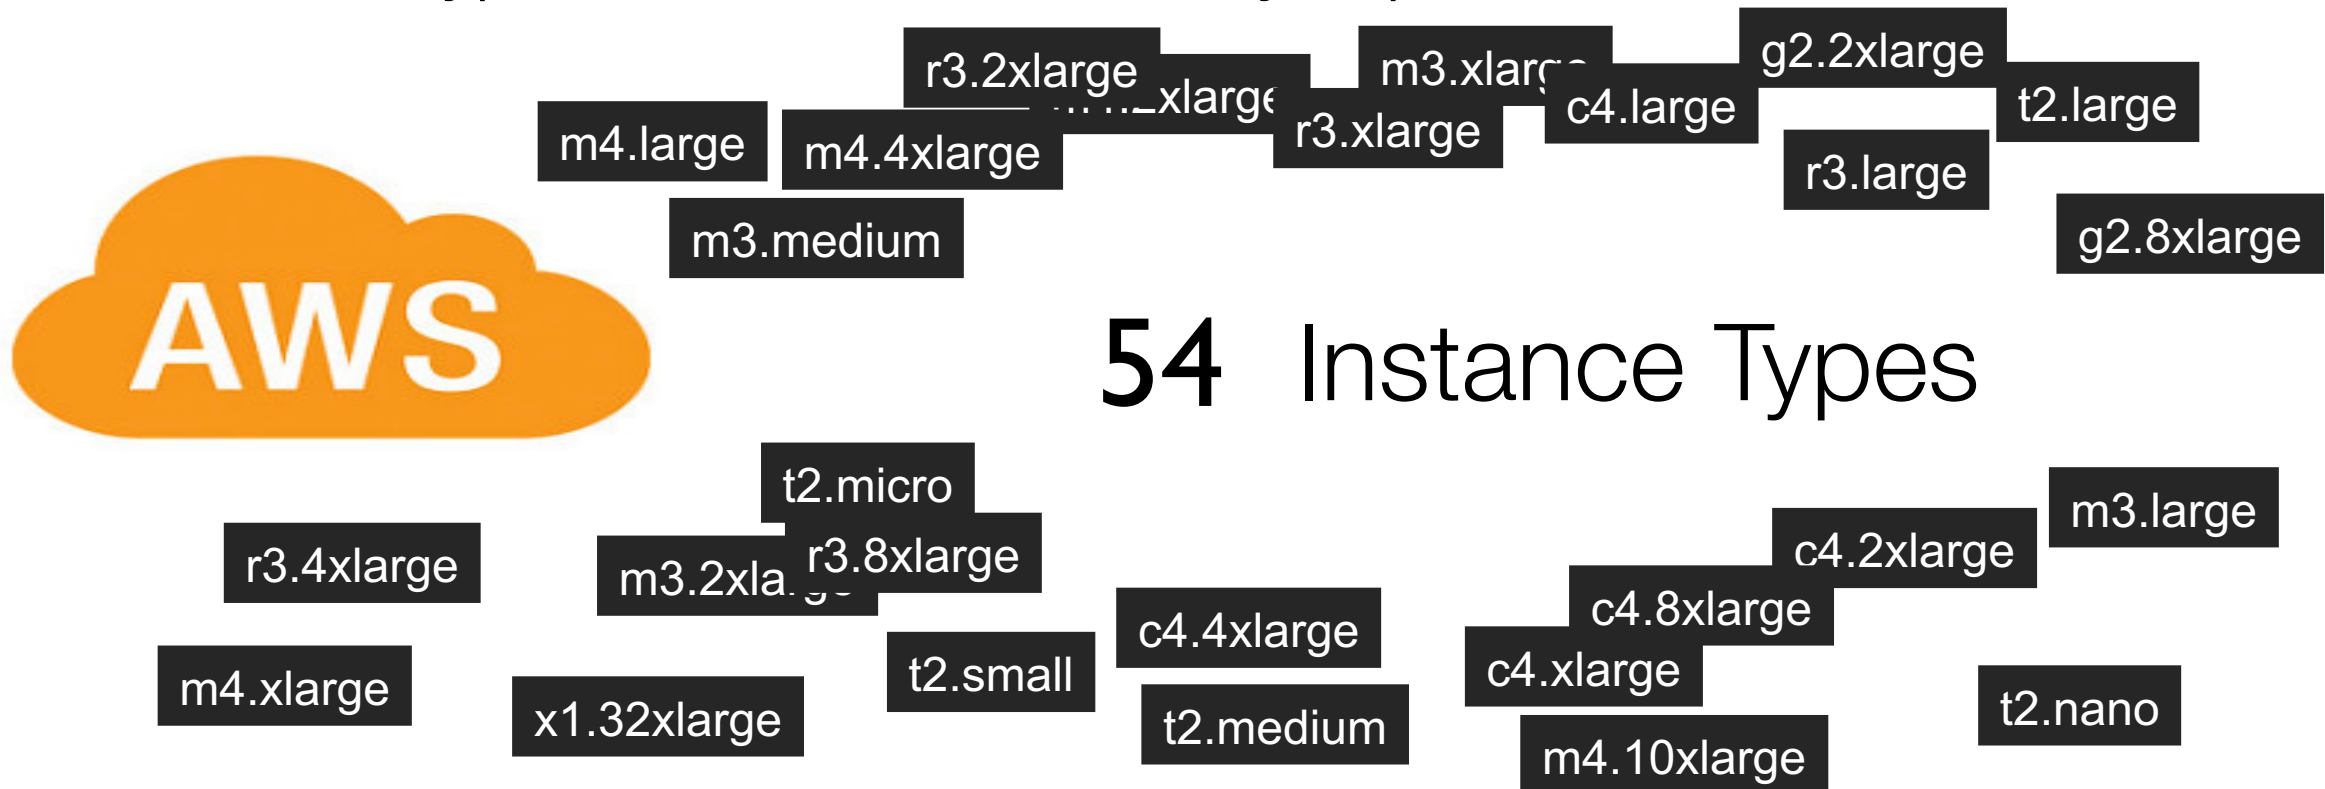 r3.2xlarge
m3.xlarge
g2.2xlarge
m4.large
m4.4xlarge
r3.xlarge
c4.large
t2.large
r3.large
m3.medium
g2.8xlarge
AWS
54 Instance Types
t2.micro
m3.large
r3.4xlarge
m3.2xlarge
r3.8xlarge
c4.2xlarge
c4.4xlarge
c4.8xlarge
m4.xlarge
x1.32xlarge
t2.small
t2.medium
c4.xlarge
t2.nano
m4.10xlarge